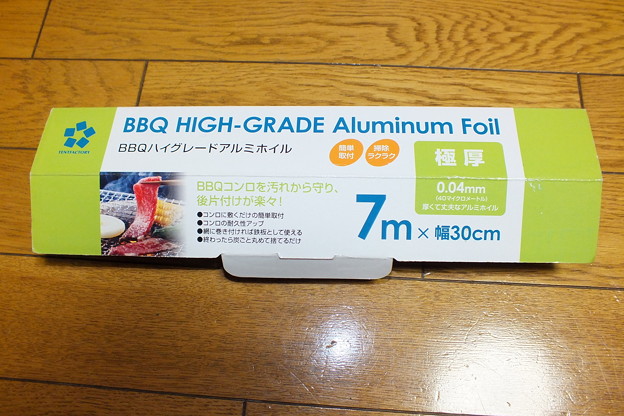 TENT FACTORY
BBQ HIGH-GRADE Aluminum Foil
BBQハイグレードアルミホイル
簡単
取付
掃除
ラクラク
極厚
0.04mm
(40マイクロメートル)
厚くて丈夫なアルミホイル
BBQコンロを汚れから守り、
後片付けが楽々！
●コンロに敷くだけの簡単取付
●コンロの耐久性アップ
●網に巻き付ければ鉄板として使える
●終わったら炭ごと丸めて捨てるだけ
7m×幅30cm